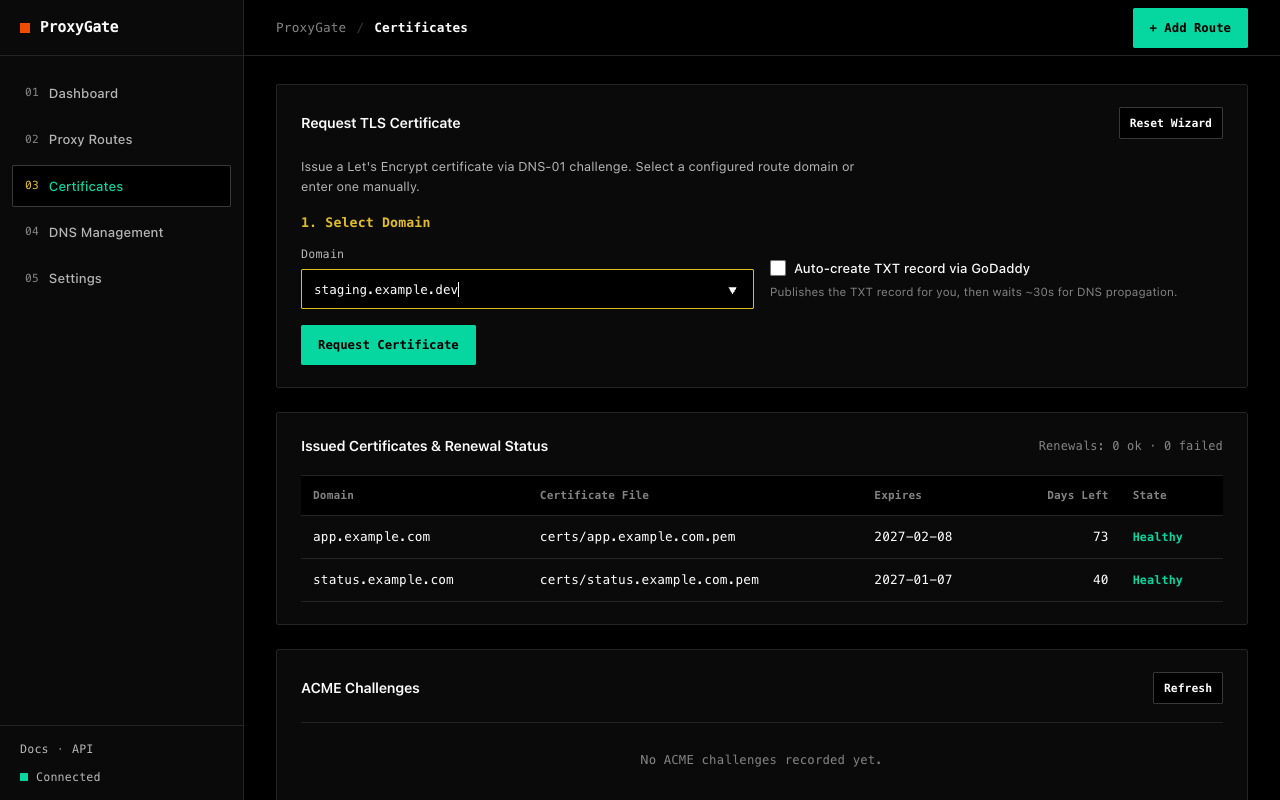 ProxyGate
ProxyGate / Certificates
+ Add Route
01 Dashboard
02 Proxy Routes
03 Certificates
04 DNS Management
05 Settings
Docs · API
Connected
Request TLS Certificate
Reset Wizard
Issue a Let's Encrypt certificate via DNS-01 challenge. Select a configured route domain or
enter one manually.
1. Select Domain
Domain
staging.example.dev
Auto-create TXT record via GoDaddy
Publishes the TXT record for you, then waits ~30s for DNS propagation.
Request Certificate
Issued Certificates & Renewal Status
Renewals: 0 ok · 0 failed
Domain Certificate File Expires Days Left State
app.example.com certs/app.example.com.pem 2027-02-08 73 Healthy
status.example.com certs/status.example.com.pem 2027-01-07 40 Healthy
ACME Challenges
Refresh
No ACME challenges recorded yet.